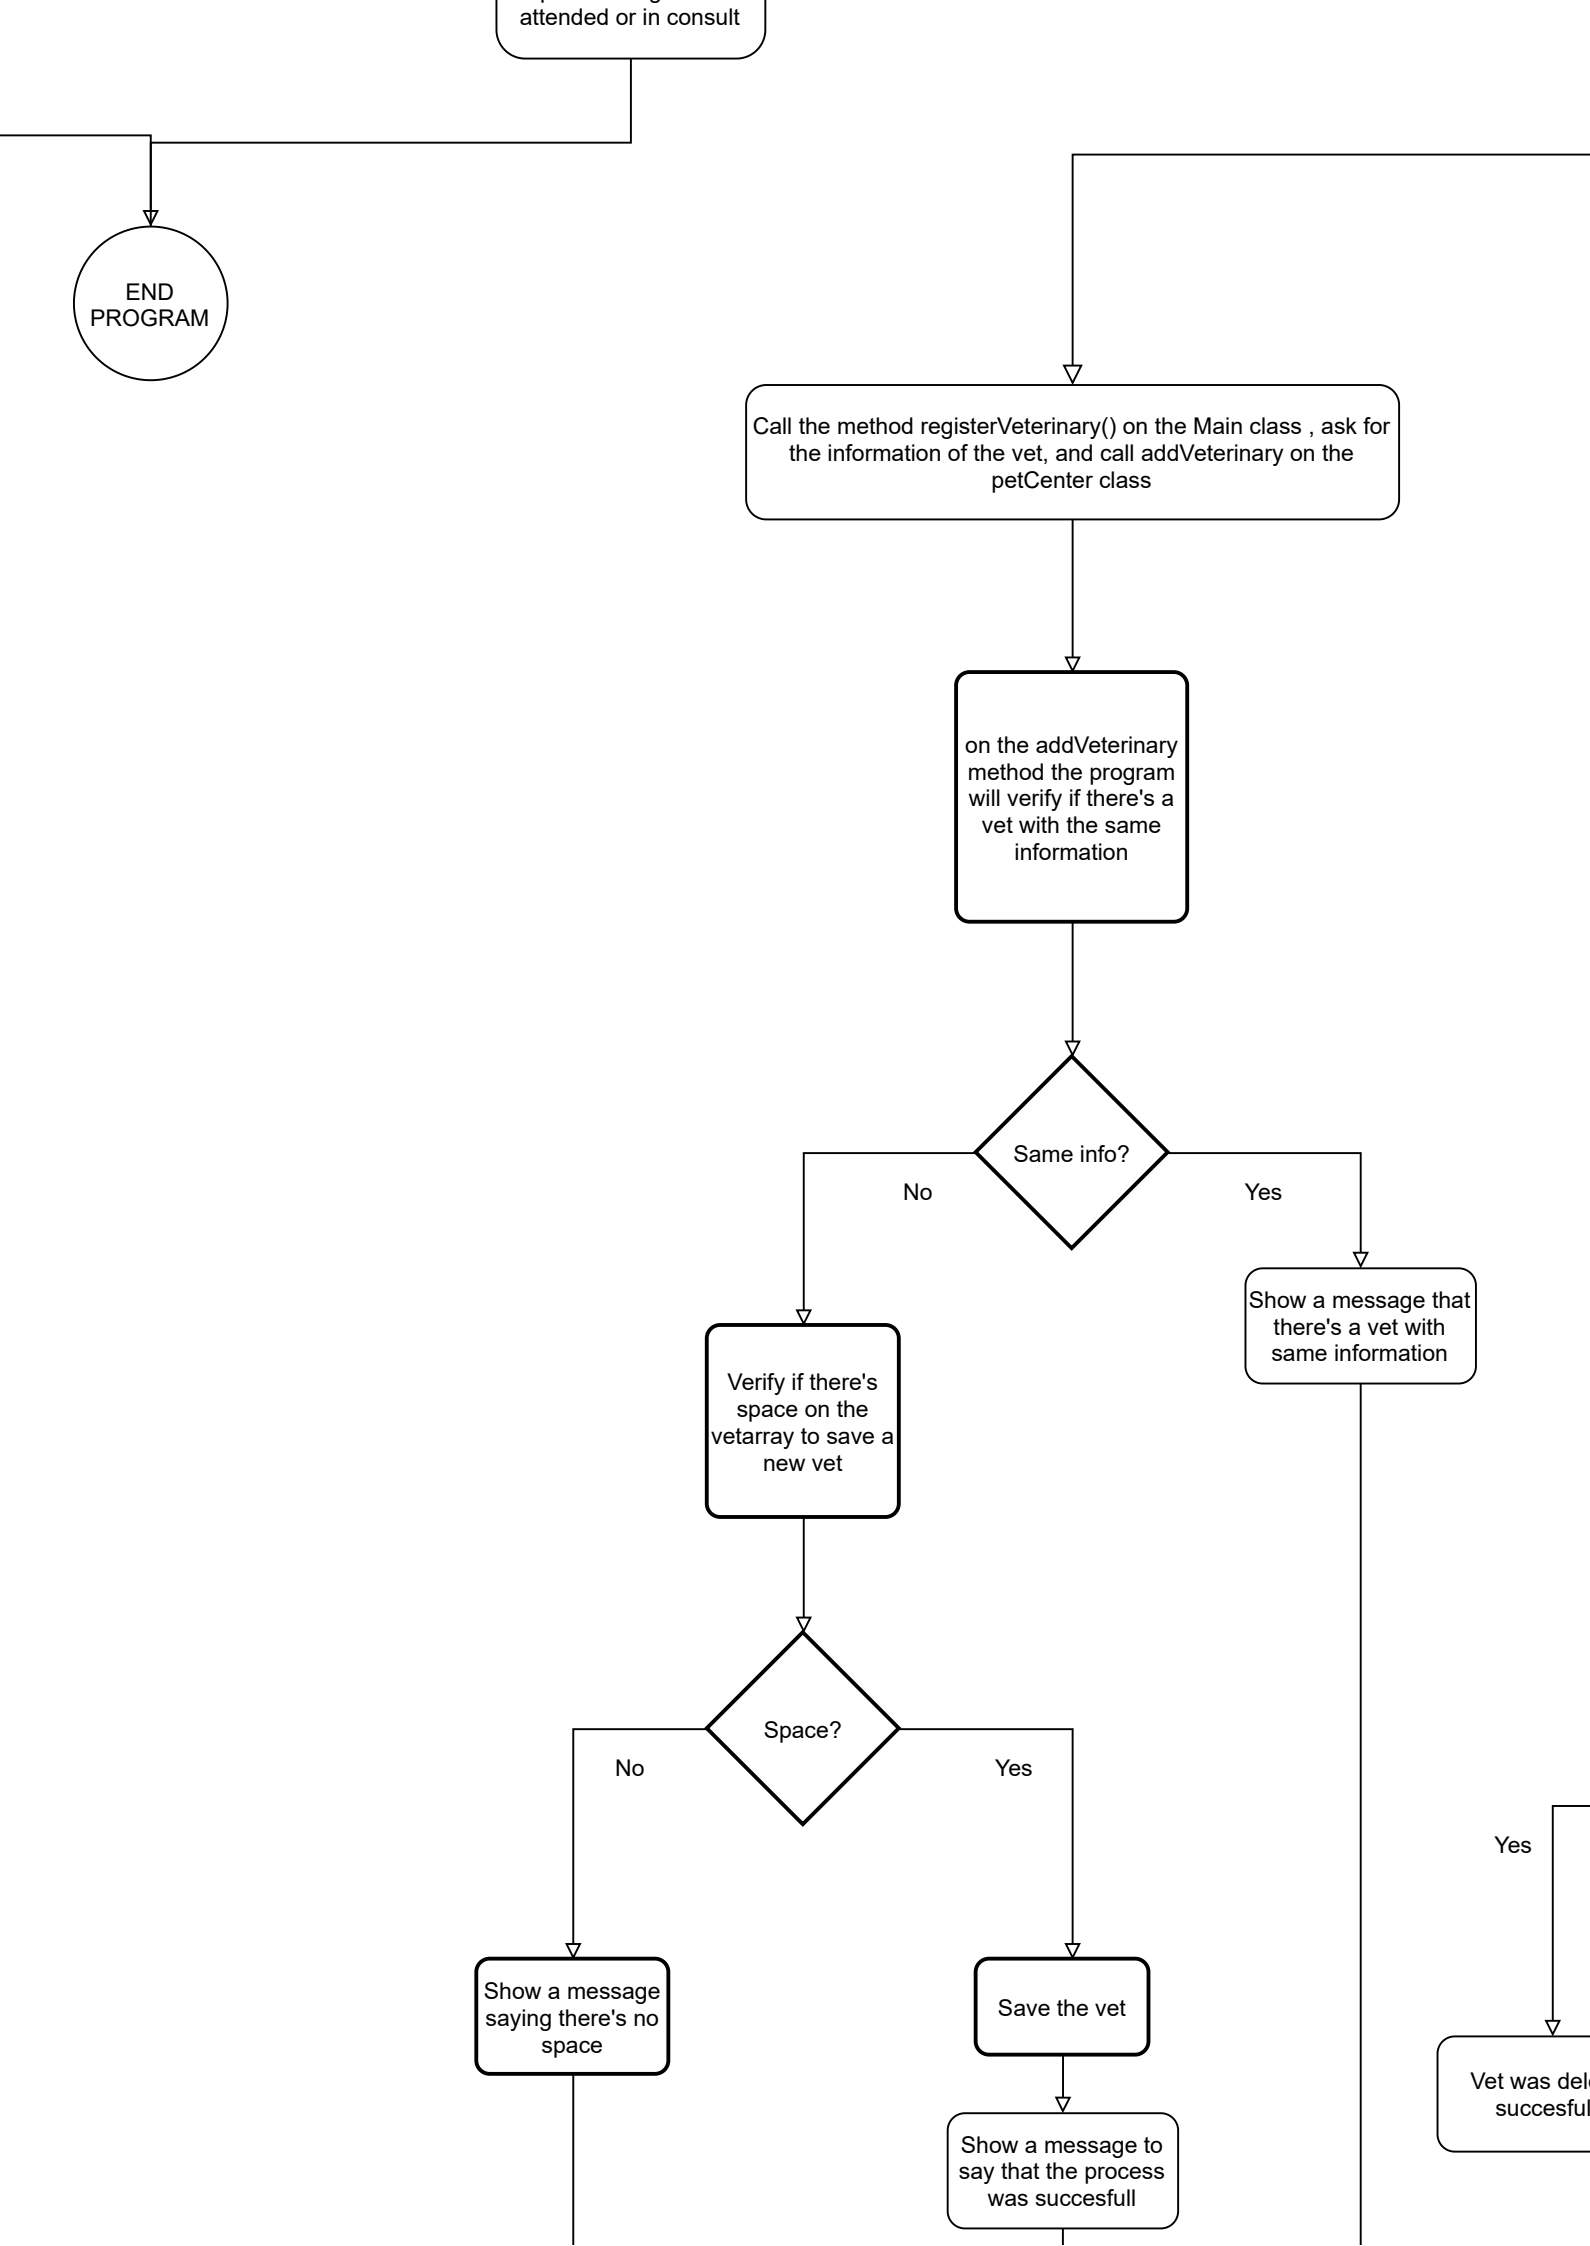 attended or in consult
END
PROGRAM
Call the method registerVeterinary() on the Main class , ask for
the information of the vet, and call addVeterinary on the
petCenter class
on the addVeterinary
method the program
will verify if there's a
vet with the same
information
Same info?
No
Yes
Show a message that
there's a vet with
same information
Verify if there's
space on the
vetarray to save a
new vet
Space?
No
Yes
Yes
Show a message
saying there's no
space
Save the vet
Vet was
Show a message to
say that the process
was succesfull